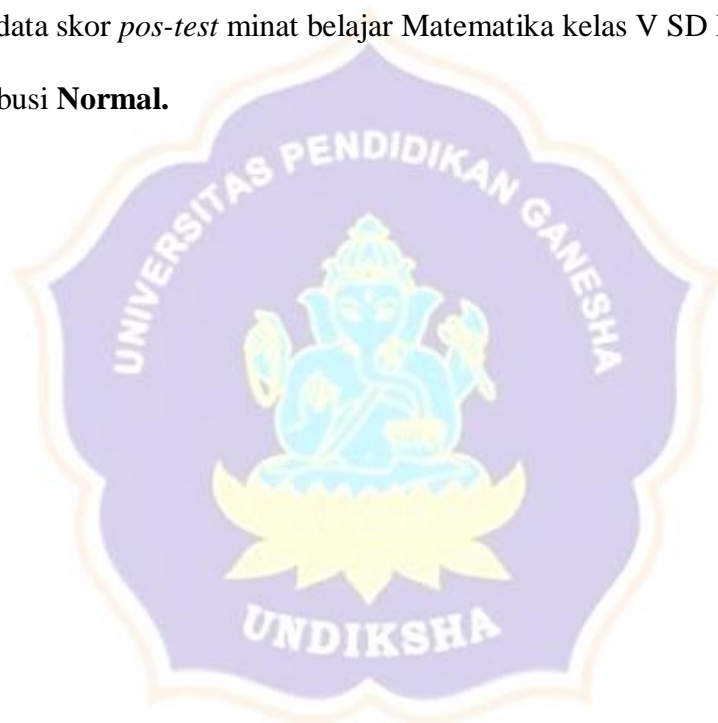 data skor pos-test minat belajar Matematika kelas V SD
busi Normal.
UNIVERSITAS PENDIDIKAN GANESHA
UNDIKSHA